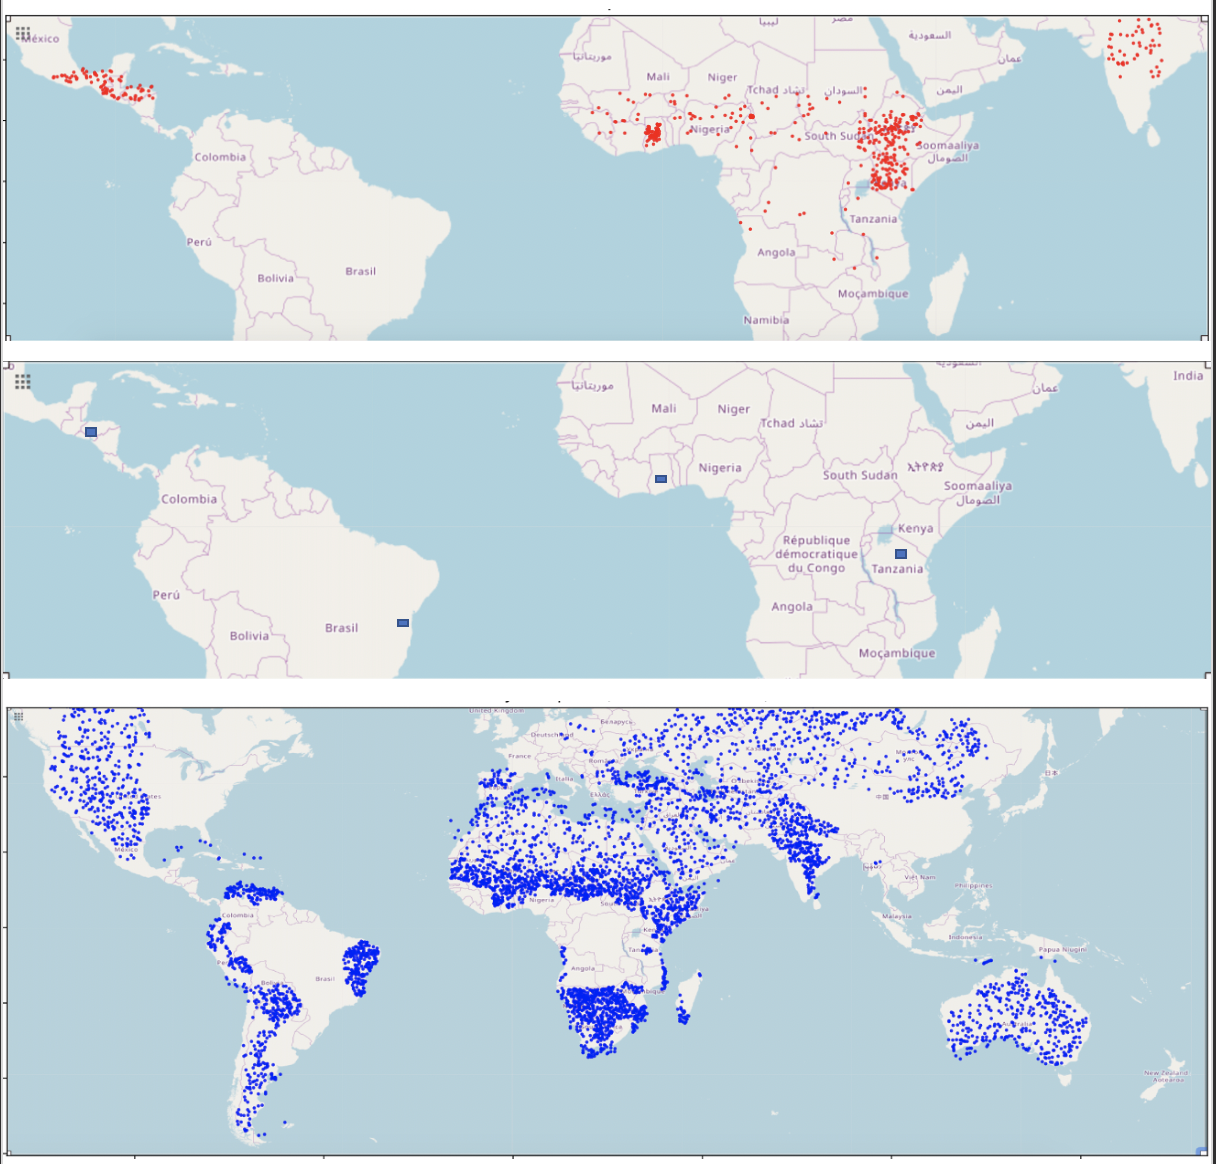 México
موريتانيا
Mali
Niger
ليبيا
مصر
السعودية
عمان
Tchad تشاد
السودان
اليمن
Nigeria
South Sudan
Soomaaliya
الصومال
Colombia
Tanzania
Perú
Bolivia
Brasil
Angola
Moçambique
Namibia
السعودية
India
موريتانيا
عمان
Mali
Niger
Tchad تشاد
اليمن
Nigeria
South Sudan
ኢትዮጵያ
Soomaaliya
الصومال
Colombia
Kenya
République
démocratique
du Congo
Tanzania
Perú
Angola
Brasil
Bolivia
Moçambique
United Kingdom
Беларусь
Deutschland
France
Italia
Ελλάς
日本
中国
México
Việt Nam
Philippines
Nigeria
Colombia
Malaysia
Indonesia
Papua Niugini
Angola
Brasil
New Zealand
Aotearoa